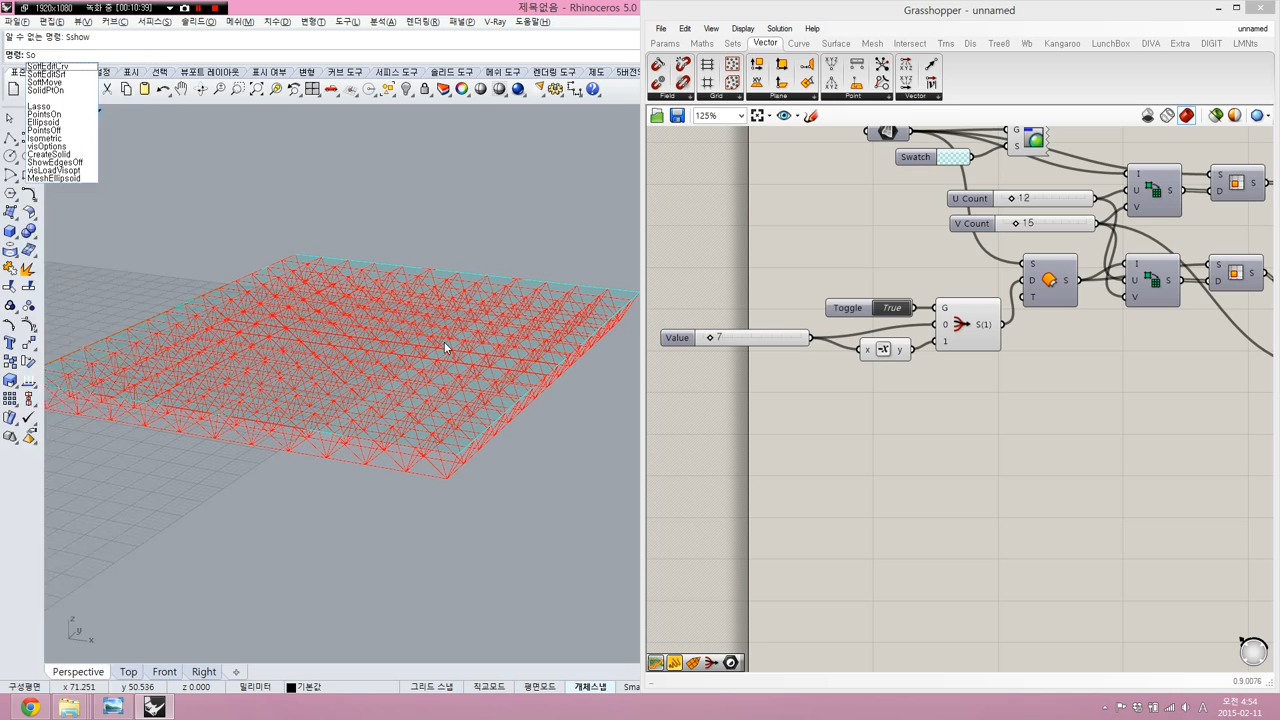 1920x1080
[00:10:39]
제목없음 - Rhinoceros 5.0
파일(F)
편집(E)
뷰(V)
커브(C)
서피스(S)
솔리드(O)
메쉬(M)
치수(D)
변형(T)
도구(L)
분석(A)
렌더링(R)
패널(P)
V-Ray
도움말(H)
알 수 없는 명령: Sshow
명령: So
SoftEditCrv
SoftEditSrf
SoftMove
SolidPtOn
Lasso
PointsOn
Ellipsoid
PointsOff
Isometric
visOptions
CreateSolid
ShowEdgesOff
visLoadVisopt
MeshEllipsoid
표시
선택
뷰포트 레이아웃
표시 여부
변형
커브 도구
서피스 도구
솔리드 도구
메쉬 도구
렌더링 도구
제도
z
y
x
Perspective
Top
Front
Right
구성평면
x 71.251
y 50.536
z 0.000
밀리미터
기본값
그리드 스냅
직교모드
평면모드
개체스냅
Sma
Grasshopper - unnamed
File
Edit
View
Display
Solution
Help
unnamed
Params
Maths
Sets
Vector
Curve
Surface
Mesh
Intersect
Trns
Dis
Tree8
Wb
Kangaroo
LunchBox
DIVA
Extra
DIGIT
LMNts
Field
Grid
Plane
Point
Vector
125%
G
S
Swatch
U Count
12
V Count
15
I
U
V
S
S
D
S
S
D
T
S
I
U
V
S
S
D
S
Toggle
True
G
0
1
S(1)
Value
7
x
-X
y
0.9.0076
A
오전 4:54
2015-02-11